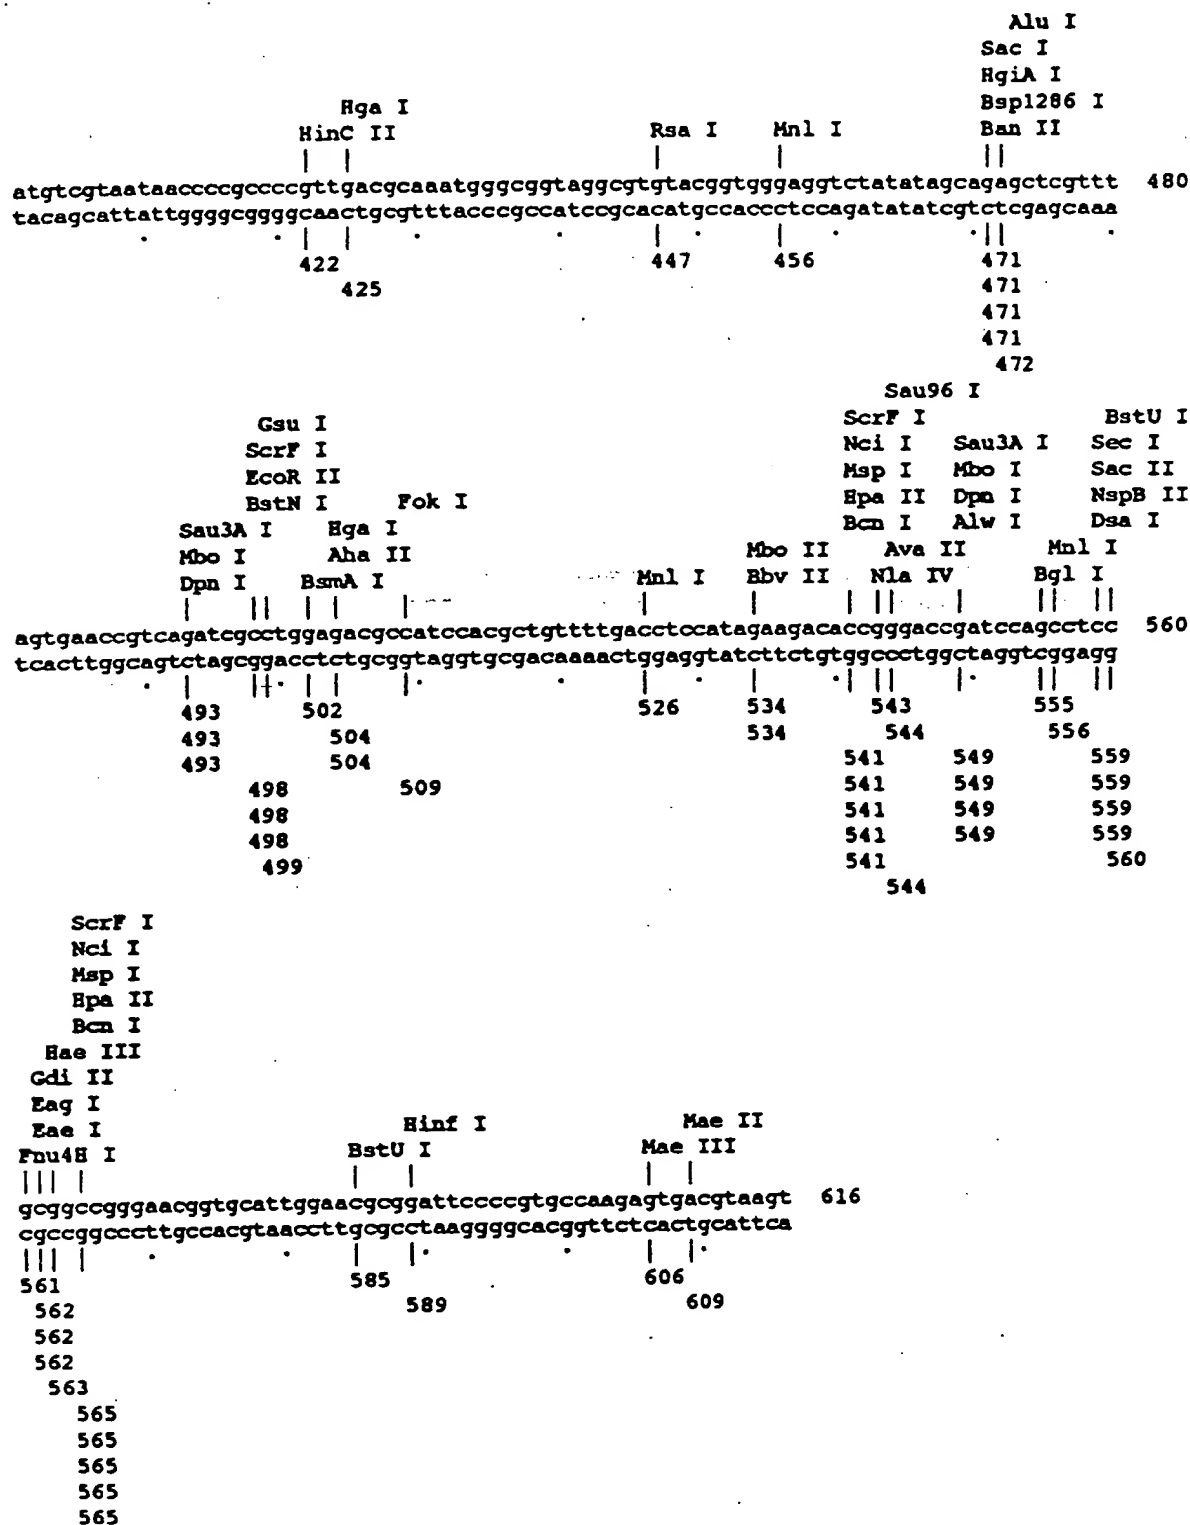 Alu I
Sac I
HgiA I
Hga I Bsp1286 I
HinC II Rsa I Mnl I Ban II
atgtcgtaataaccccgccccgttgacgcaaatgggcggtaggcgtgtacggtgggaggtctatatagcagagctcgttt 480
tacagcattattggggcggggcaactgcgtttacccgccatccgcacatgccaccctccagatatatcgtctcgagcaaa
422 447 456 471
425 471
471
471
472
Sau96 I
Gsu I ScrF I BstU I
ScrF I Nci I Sau3A I Sec I
EcoR II Msp I Mbo I Sac II
BstN I Fok I Hpa II Dpn I NspB II
Sau3A I Hga I Bcn I Alw I Dsa I
Mbo I Aha II Mbo II Ava II Mnl I
Dpn I BsmA I Mnl I Bbv II Nla IV Bgl I
agtgaaccgtcagatcgcctggagacgccatccacgctgttttgacctccatagaagacaccgggaccgatccagcctcc 560
tcacttggcagtctagcggacctctgcggtaggtgcgacaaaactggaggtatcttctgtggccctggctaggtcggagg
493 502 526 534 543 555
493 504 534 544 556
493 504 541 549 559
498 509 541 549 559
498 541 549 559
498 541 549 559
499 541 560
544
ScrF I
Nci I
Msp I
Hpa II
Bcn I
Hae III
Gdi II
Eag I Hinf I Mae II
Eae I
Fnu4H I BstU I Mae III
gcggccgggaacggtgcattggaacgcggattccccgtgccaagagtgacgtaagt 616
cgccggcccttgccacgtaaccttgcgcctaaggggcacggttctcactgcattca
561 585 606
562 589 609
562
562
563
565
565
565
565
565